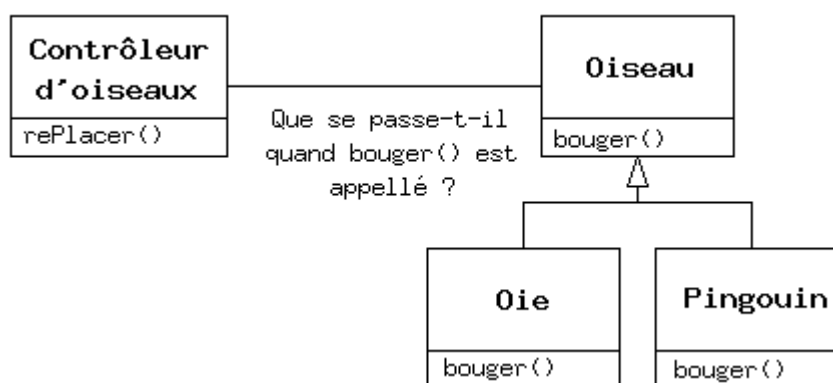 Contrôleur
d'oiseaux
rePlacer()
Que se passe-t-il
quand bouger() est
appellé ?
Oiseau
bouger()
Oie
bouger()
Pingouin
bouger()